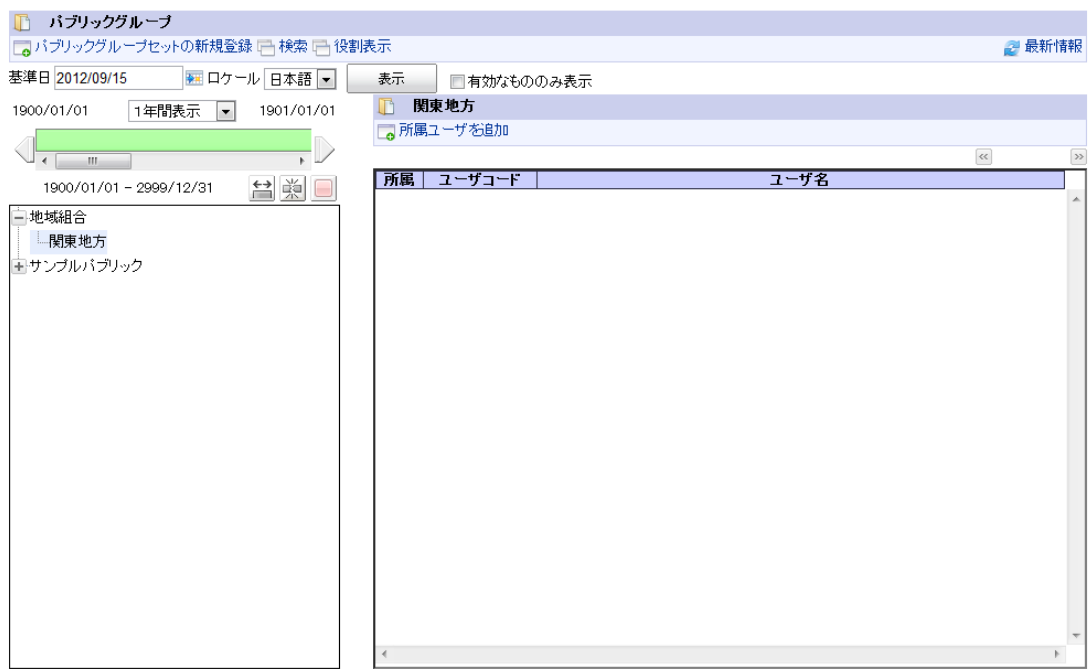 パブリックグループ
パブリックグループセットの新規登録 検索 役割表示 最新情報
基準日 2012/09/15 ロケール 日本語 表示 有効なもののみ表示
1900/01/01 1年間表示 1901/01/01
1900/01/01 - 2999/12/31
地域組合
関東地方
サンプルパブリック
関東地方
所属ユーザを追加
<< >>
所属 ユーザコード ユーザ名